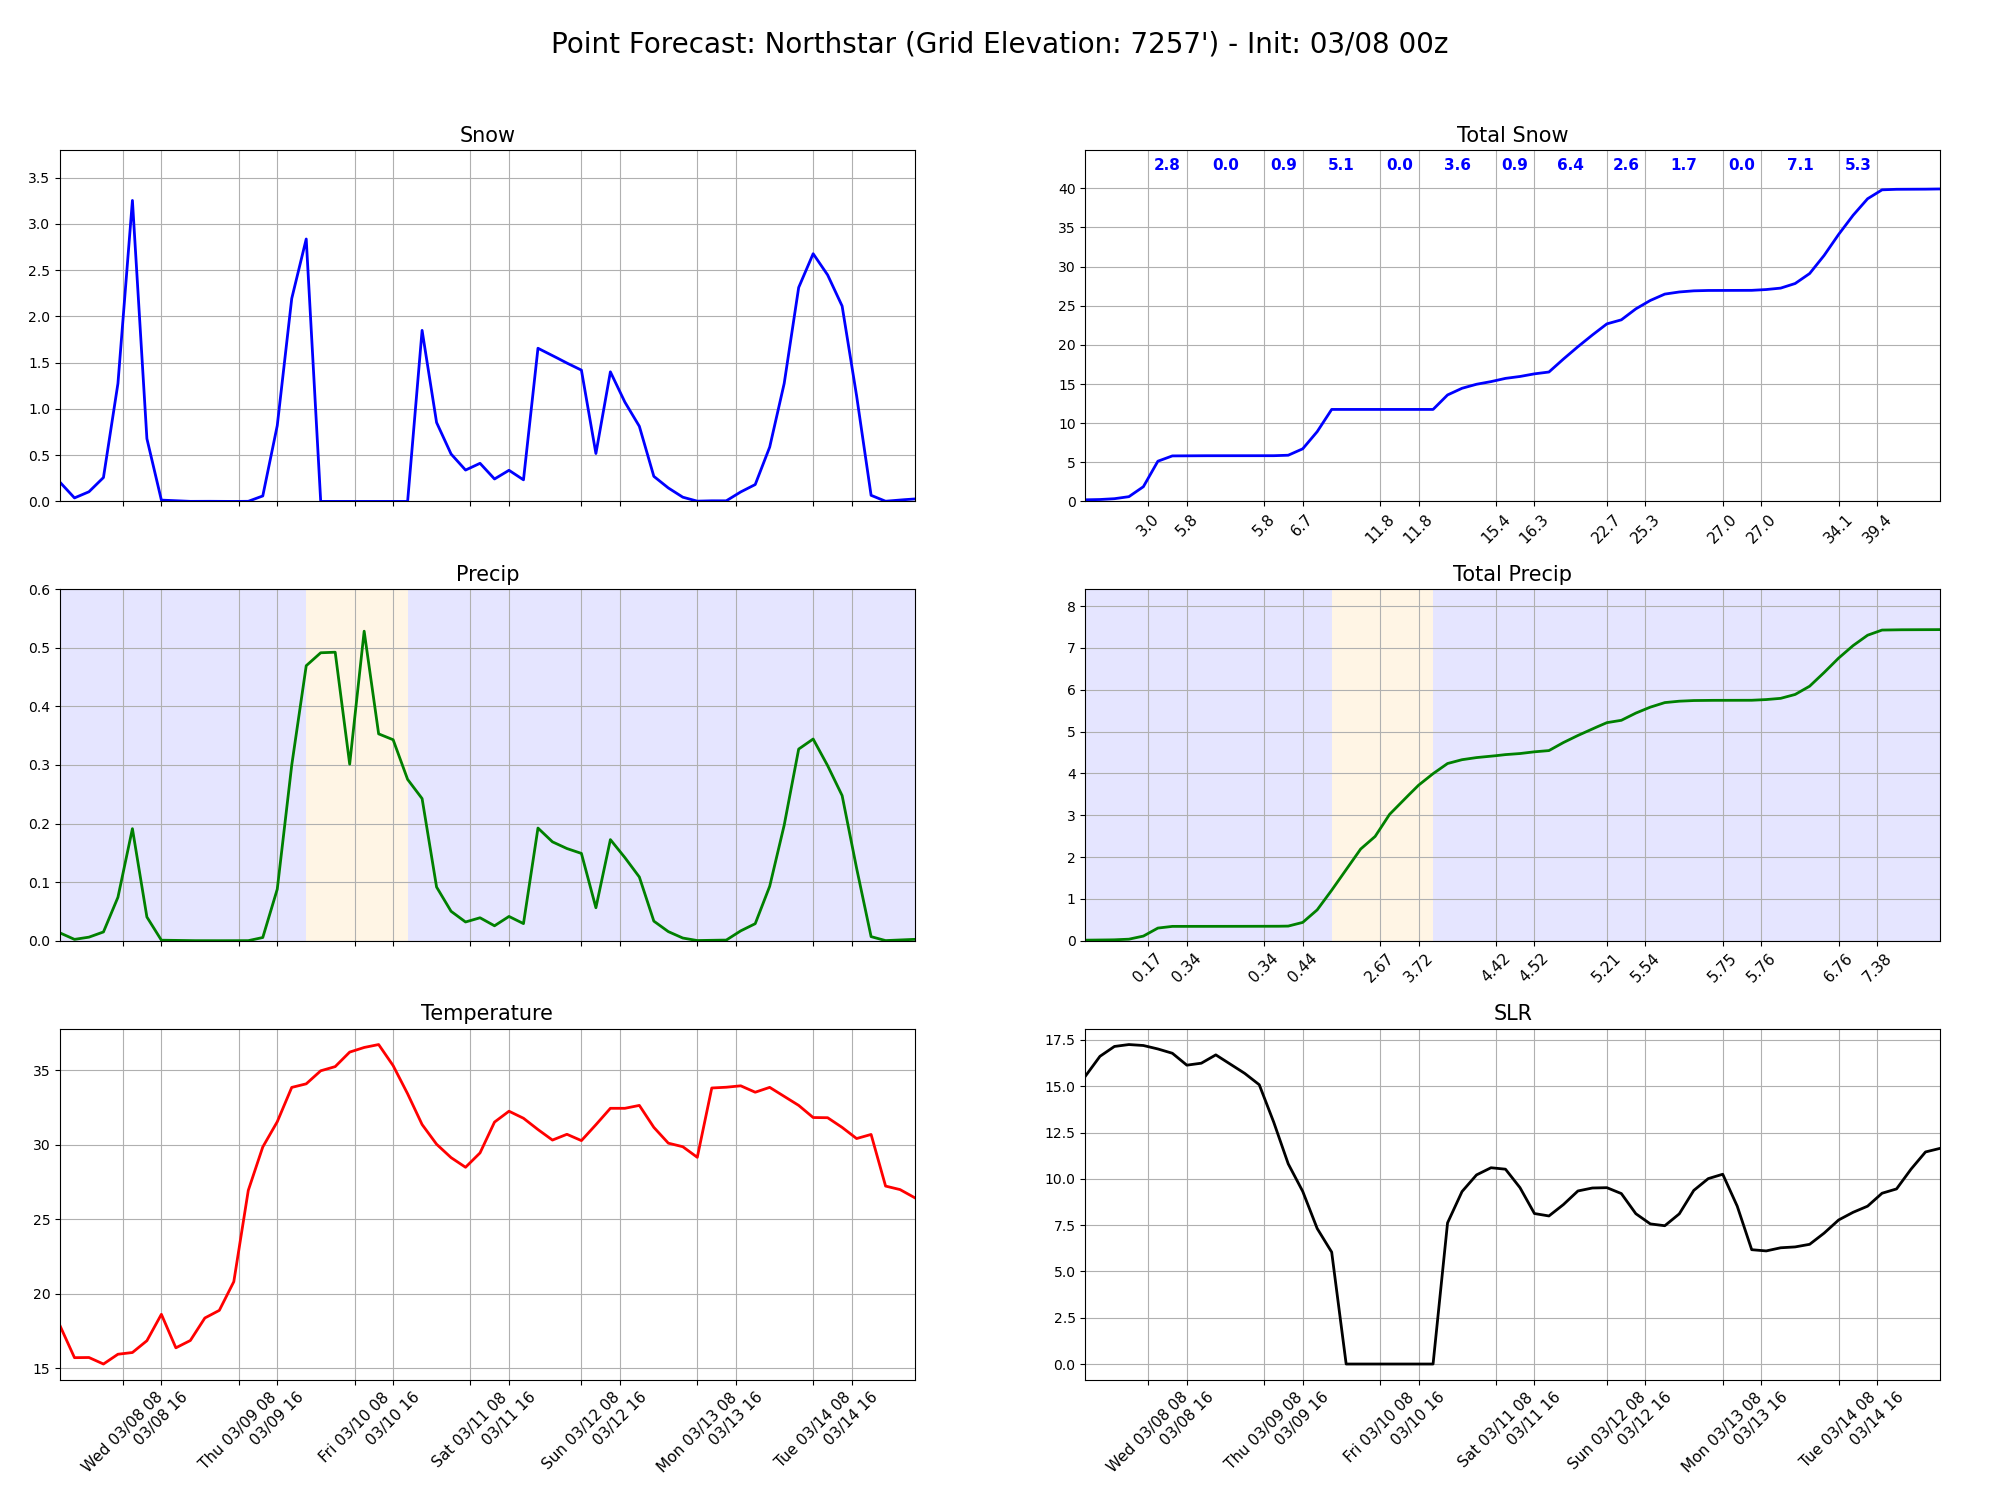 Point Forecast: Northstar (Grid Elevation: 7257') - Init: 03/08 00z
Snow
3.5
3.0
2.5
2.0
1.5
1.0
0.5
0.0
Total Snow
2.8 0.0 0.9 5.1 0.0 3.6 0.9 6.4 2.6 1.7 0.0 7.1 5.3
40
35
30
25
20
15
10
5
0
3.0 5.8 5.8 6.7 11.8 11.8 15.4 16.3 22.7 25.3 27.0 27.0 34.1 39.4
Precip
0.6
0.5
0.4
0.3
0.2
0.1
0.0
Total Precip
8
7
6
5
4
3
2
1
0
0.17 0.34 0.34 0.44 2.67 3.72 4.42 4.52 5.21 5.54 5.75 5.76 6.76 7.38
Temperature
35
30
25
20
15
Wed 03/08 08
03/08 16
Thu 03/09 08
03/09 16
Fri 03/10 08
03/10 16
Sat 03/11 08
03/11 16
Sun 03/12 08
03/12 16
Mon 03/13 08
03/13 16
Tue 03/14 08
03/14 16
SLR
17.5
15.0
12.5
10.0
7.5
5.0
2.5
0.0
Wed 03/08 08
03/08 16
Thu 03/09 08
03/09 16
Fri 03/10 08
03/10 16
Sat 03/11 08
03/11 16
Sun 03/12 08
03/12 16
Mon 03/13 08
03/13 16
Tue 03/14 08
03/14 16